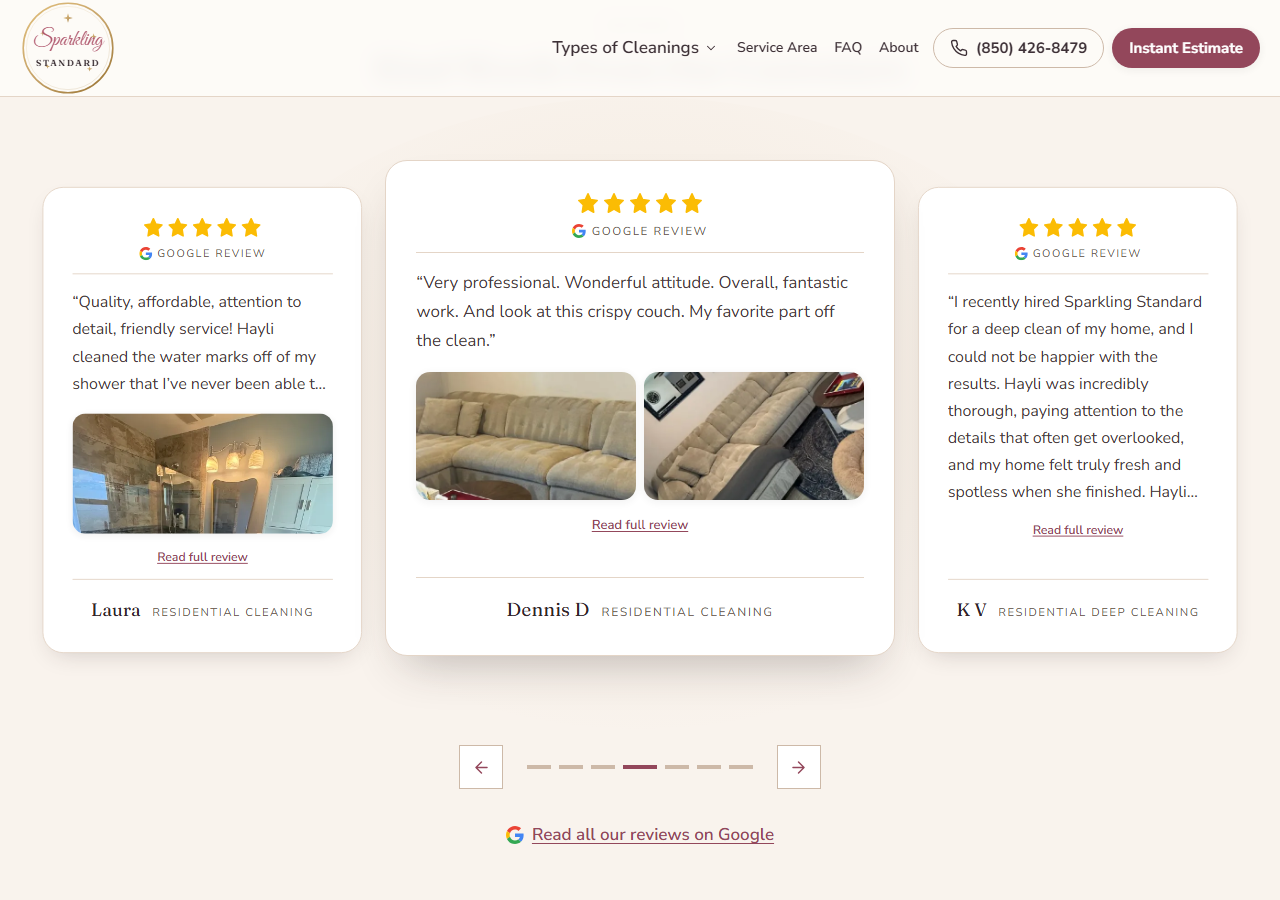 Sparkling
STANDARD
Types of Cleanings
Service Area
FAQ
About
(850) 426-8479
Instant Estimate
GOOGLE REVIEW
“Quality, affordable, attention to
detail, friendly service! Hayli
cleaned the water marks off of my
shower that I’ve never been able t...
Read full review
Laura RESIDENTIAL CLEANING
GOOGLE REVIEW
“Very professional. Wonderful attitude. Overall, fantastic
work. And look at this crispy couch. My favorite part off
the clean.”
Read full review
Dennis D RESIDENTIAL CLEANING
GOOGLE REVIEW
“I recently hired Sparkling Standard
for a deep clean of my home, and I
could not be happier with the
results. Hayli was incredibly
thorough, paying attention to the
details that often get overlooked,
and my home felt truly fresh and
spotless when she finished. Hayli...
Read full review
K V RESIDENTIAL DEEP CLEANING
Read all our reviews on Google